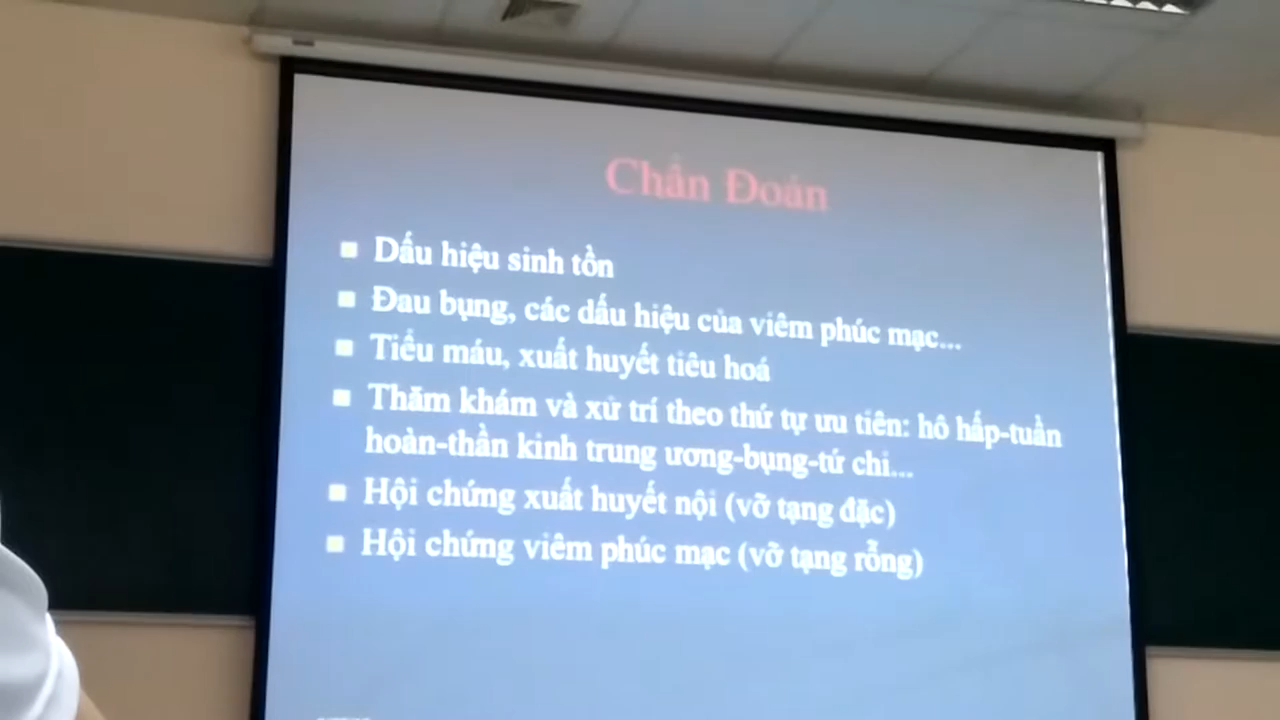 Chẩn Đoán
Dấu hiệu sinh tồn
Đau bụng, các dấu hiệu của viêm phúc mạc...
Tiểu máu, xuất huyết tiêu hoá
Thăm khám và xử trí theo thứ tự ưu tiên: hô hấp-tuần
hoàn-thần kinh trung ương-bụng-tứ chi...
Hội chứng xuất huyết nội (vỡ tạng đặc)
Hội chứng viêm phúc mạc (vỡ tạng rỗng)